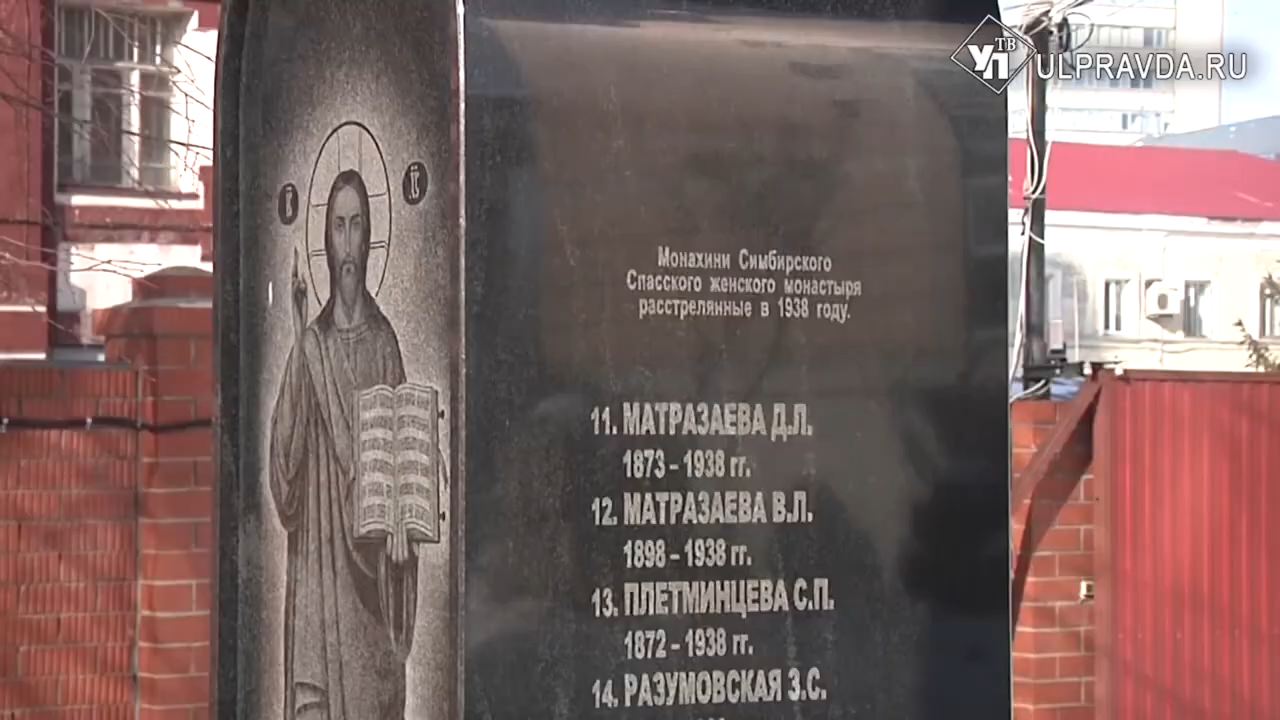 УП ТВ ULPRAVDA.RU
Монахини Симбирского
Спасского женского монастыря
расстрелянные в 1938 году.
11. МАТРАЗАЕВА Д.Л.
1873 - 1938 гг.
12. МАТРАЗАЕВА В.Л.
1898 - 1938 гг.
13. ПЛЕТМИНЦЕВА С.П.
1872 - 1938 гг.
14. РАЗУМОВСКАЯ З.С.